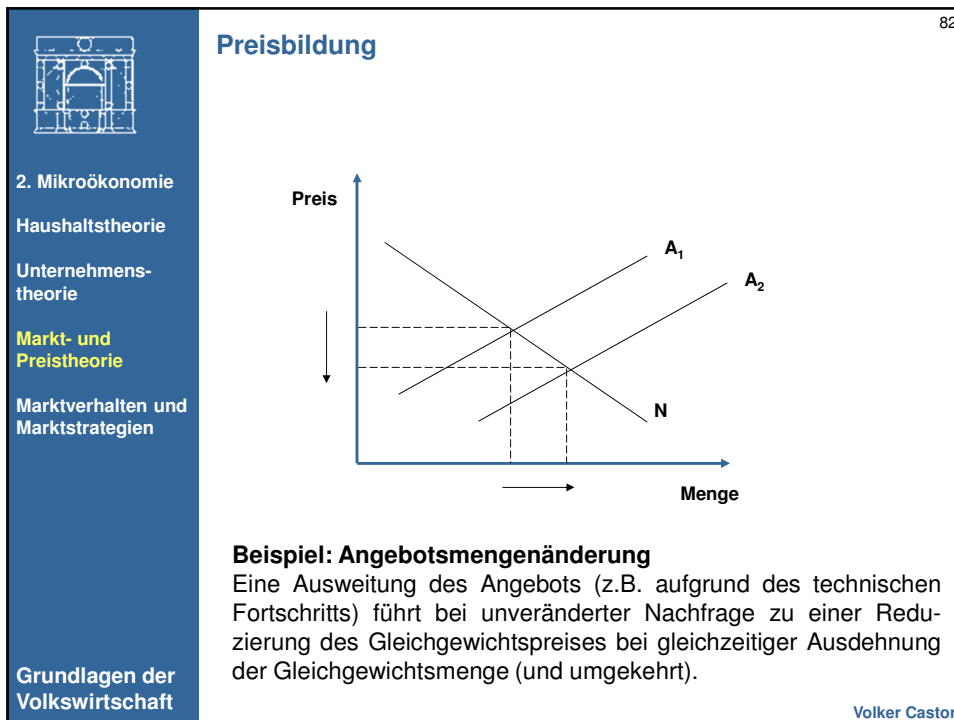 82
Preisbildung
2. Mikroökonomie
Haushaltstheorie
Unternehmens-
theorie
Markt- und
Preistheorie
Marktverhalten und
Marktstrategien
Grundlagen der
Volkswirtschaft
Preis
A1
A2
N
Menge
Beispiel: Angebotsmengenänderung
Eine Ausweitung des Angebots (z.B. aufgrund des technischen
Fortschritts) führt bei unveränderter Nachfrage zu einer Redu-
zierung des Gleichgewichtspreises bei gleichzeitiger Ausdehnung
der Gleichgewichtsmenge (und umgekehrt).
Volker Castor